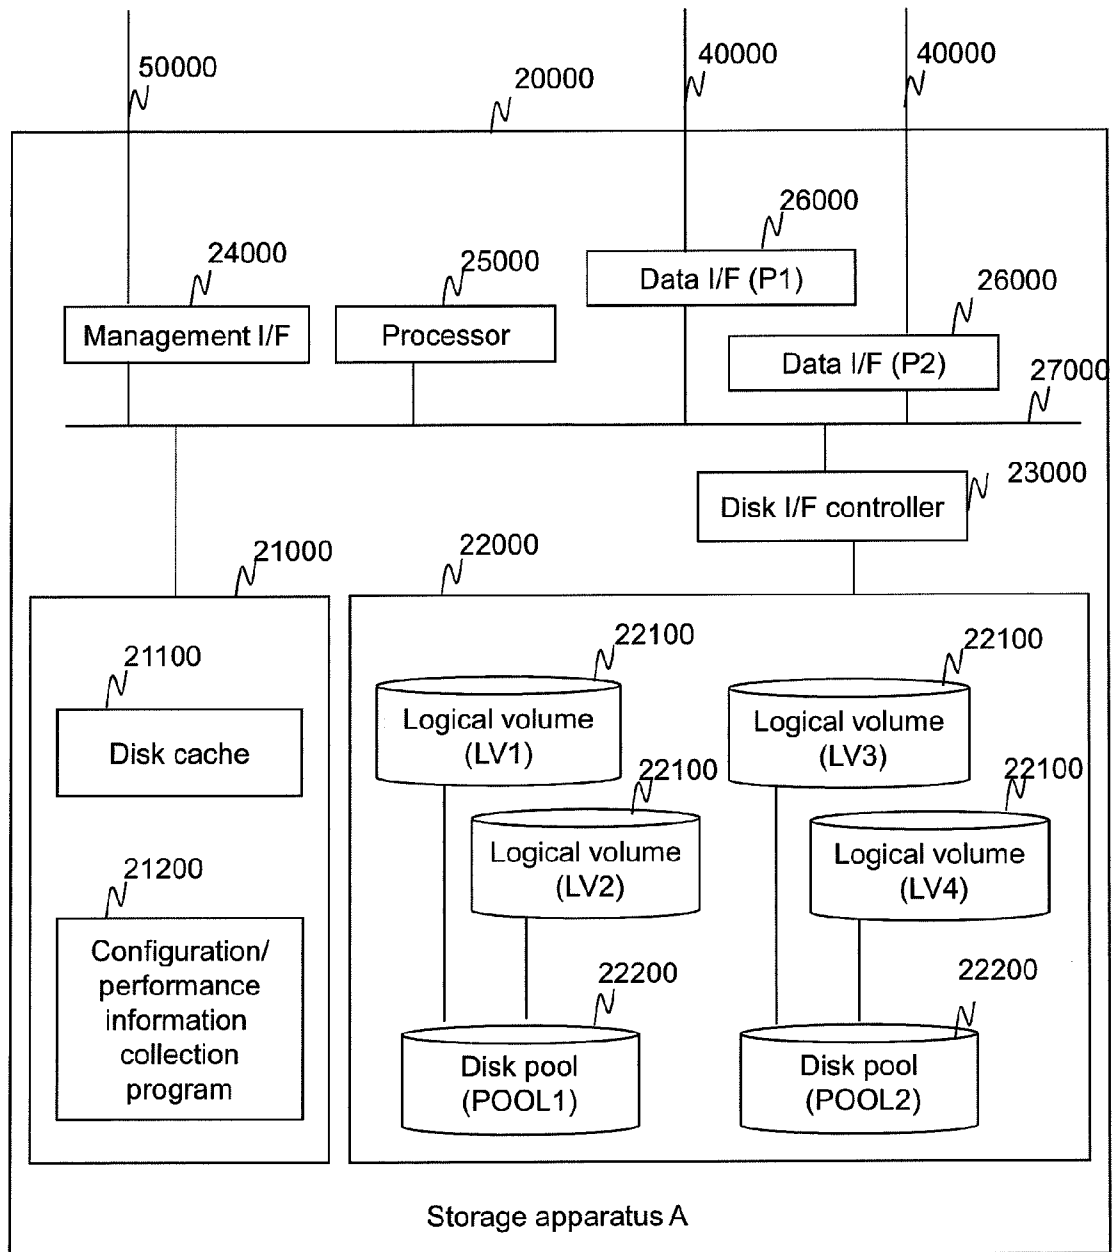 50000
20000
40000
40000
26000
24000
25000
Data I/F (P1)
26000
Management I/F
Processor
Data I/F (P2)
27000
23000
Disk I/F controller
21000
22000
21100
22100
22100
Disk cache
Logical volume
(LV1)
Logical volume
(LV3)
22100
22100
Logical volume
(LV2)
Logical volume
(LV4)
21200
Configuration/
performance
information
collection
program
22200
22200
Disk pool
(POOL1)
Disk pool
(POOL2)
Storage apparatus A